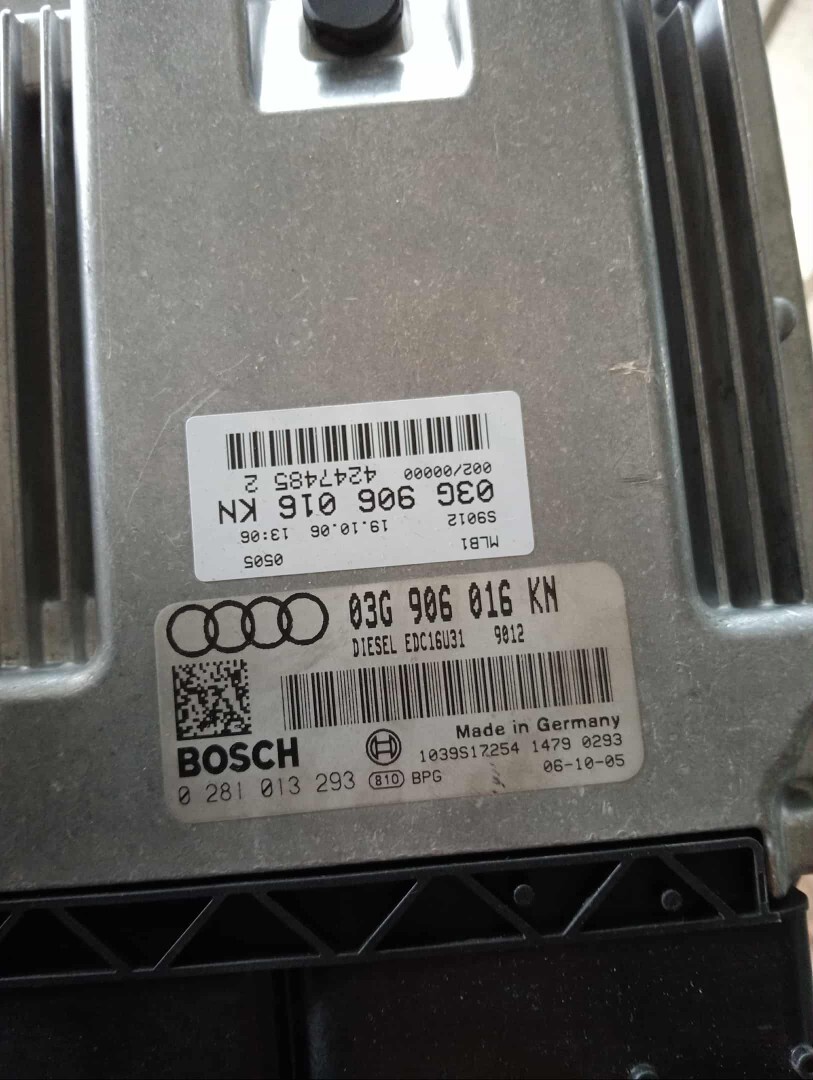 MLB1 0505
S9012 19.10.06 13:06
03G 906 016 KN
002/00000 4247485 2
03G 906 016 KN
DIESEL EDC16U31 9012
Made in Germany
BOSCH 1039S17254 1479 0293
0 281 013 293 810 BPG 06-10-05